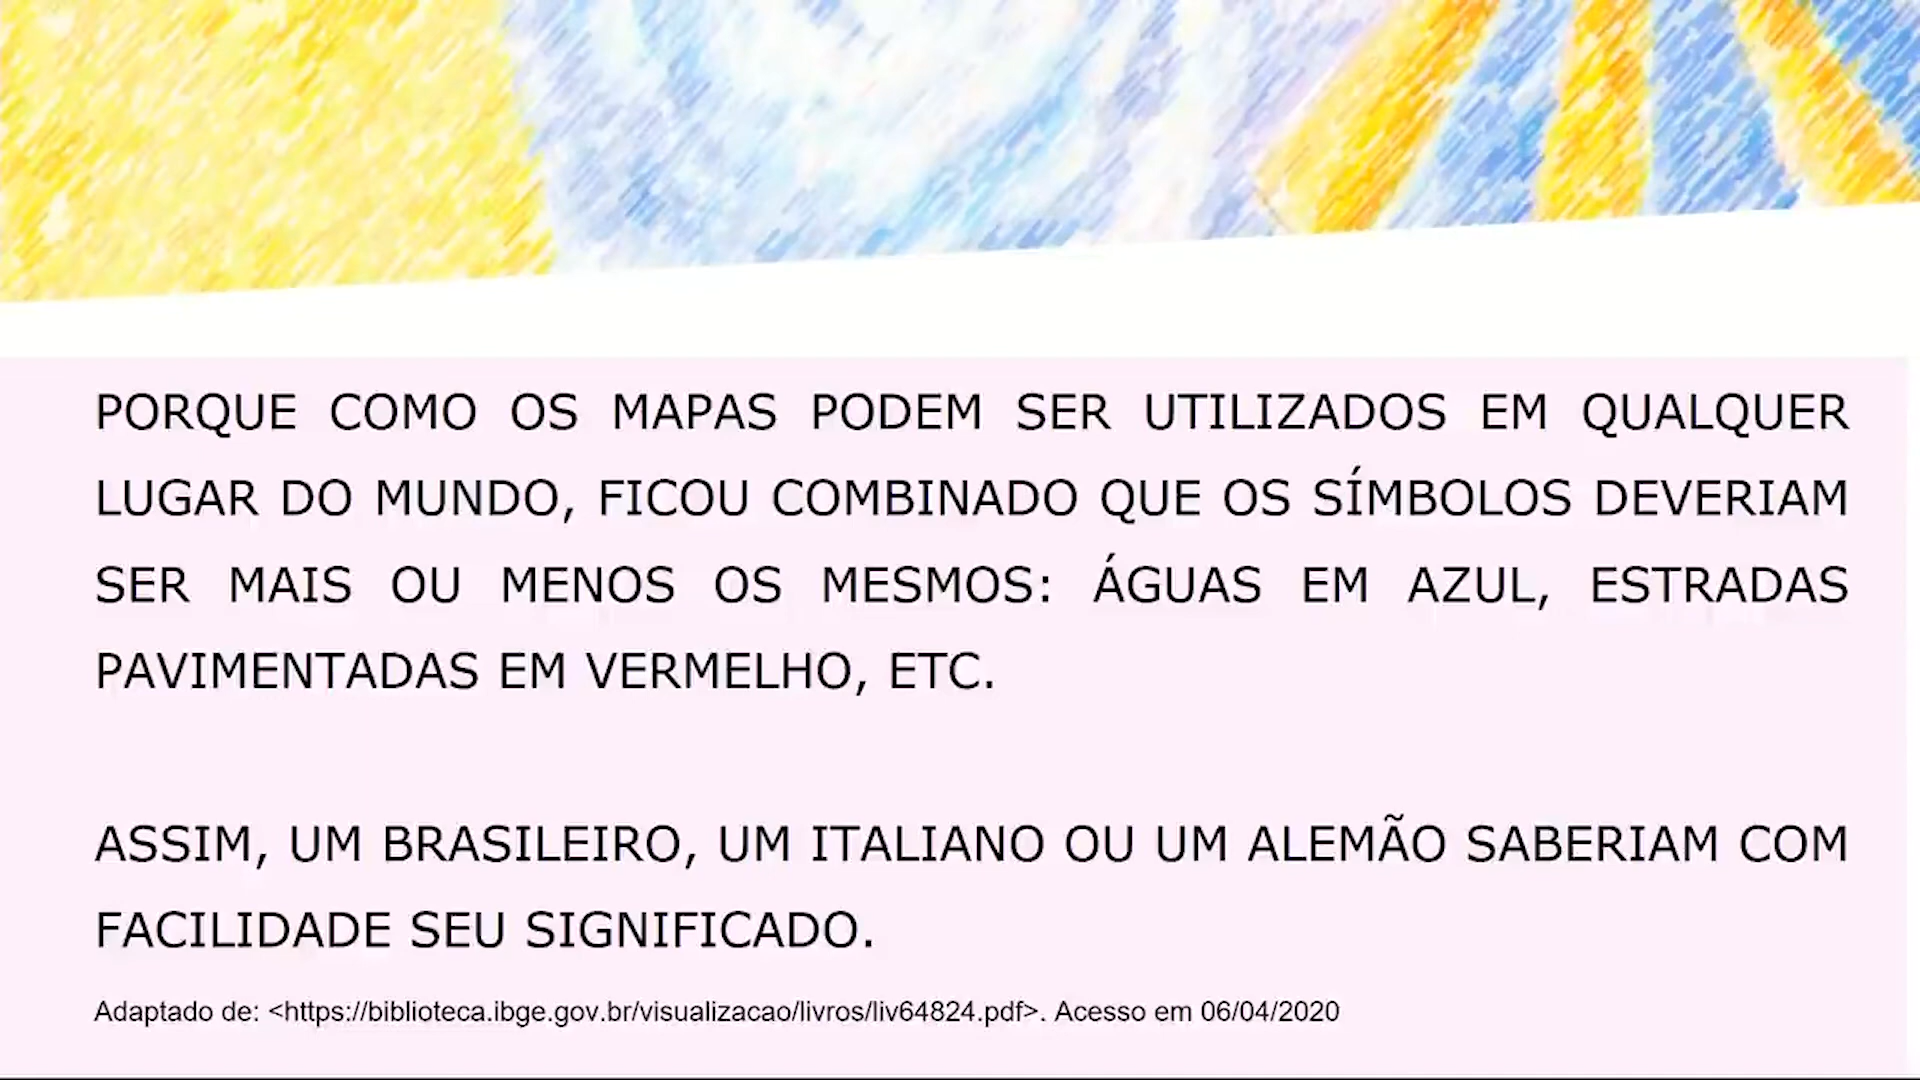 PORQUE COMO OS MAPAS PODEM SER UTILIZADOS EM QUALQUER
LUGAR DO MUNDO, FICOU COMBINADO QUE OS SÍMBOLOS DEVERIAM
SER MAIS OU MENOS OS MESMOS: ÁGUAS EM AZUL, ESTRADAS
PAVIMENTADAS EM VERMELHO, ETC.
ASSIM, UM BRASILEIRO, UM ITALIANO OU UM ALEMÃO SABERIAM COM
FACILIDADE SEU SIGNIFICADO.
Adaptado de: <https://biblioteca.ibge.gov.br/visualizacao/livros/liv64824.pdf>. Acesso em 06/04/2020